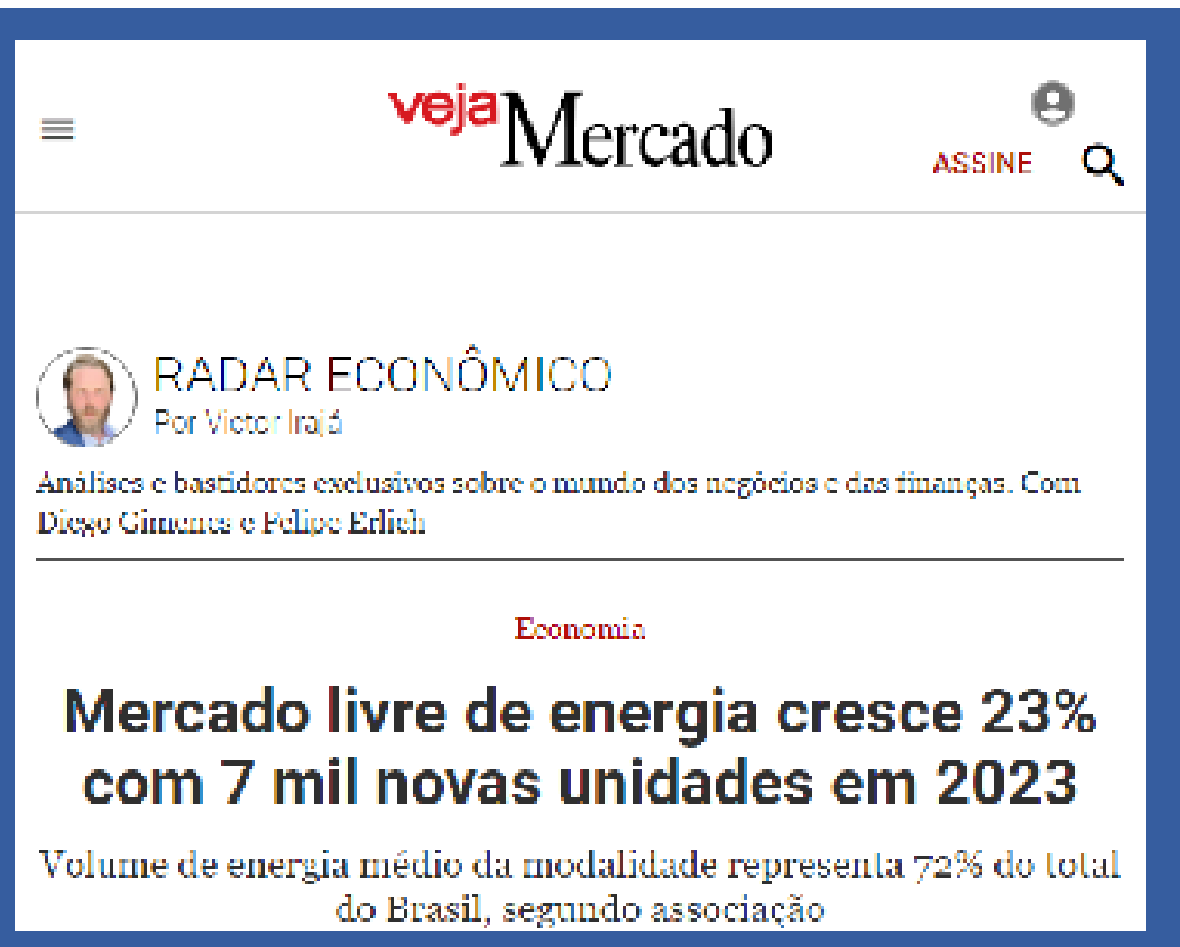 veja Mercado
ASSINE
RADAR ECONÔMICO
Por Victor Irajá
Análises e bastidores exclusivos sobre o mundo dos negócios e das finanças. Com
Diego Gimenes e Felipe Erlich
Economia
Mercado livre de energia cresce 23%
com 7 mil novas unidades em 2023
Volume de energia médio da modalidade representa 72% do total
do Brasil, segundo associação